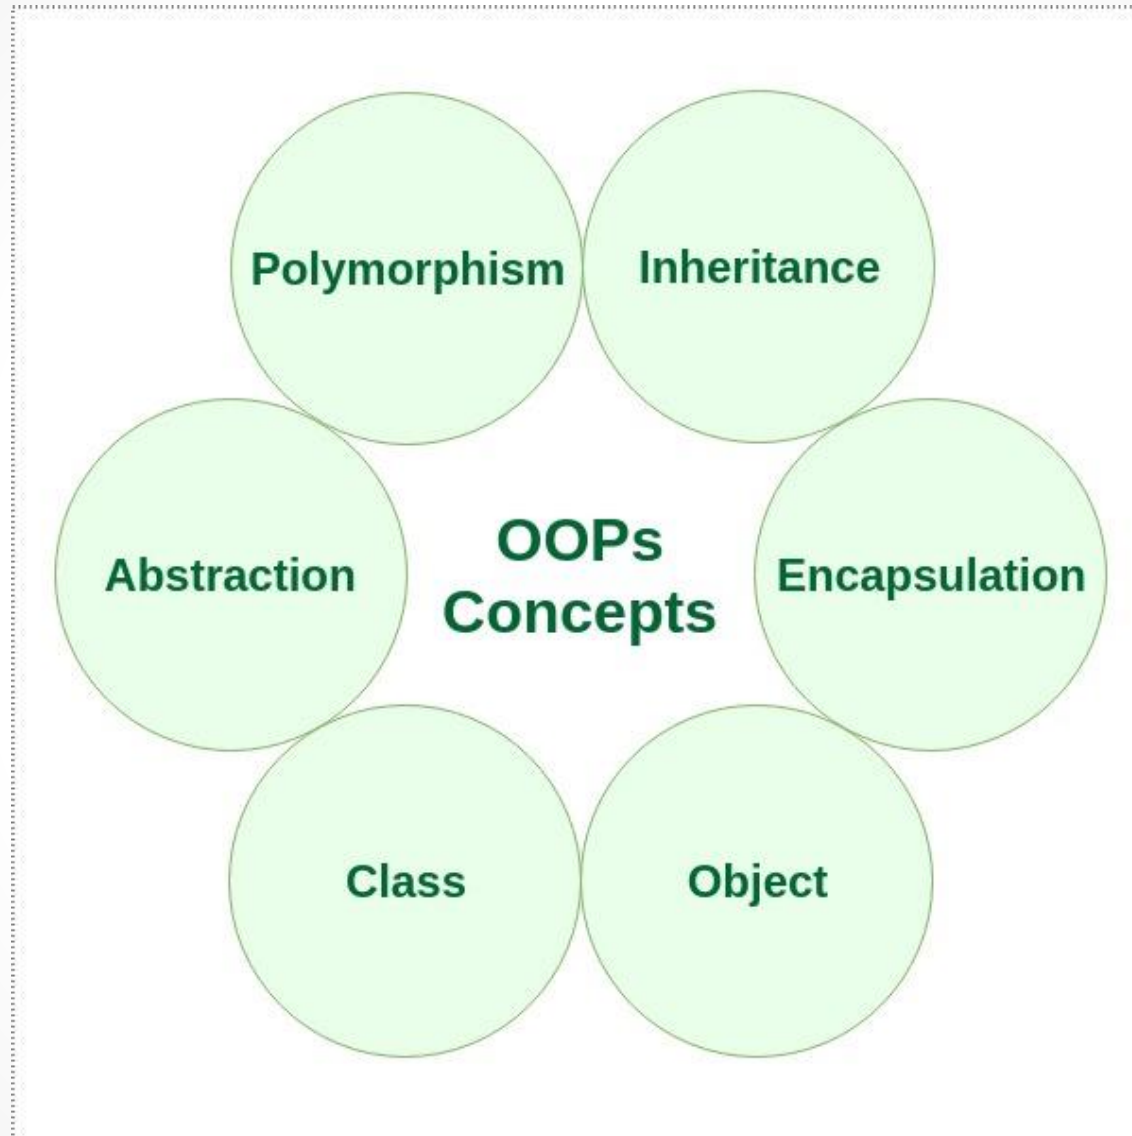 Polymorphism
Inheritance
Abstraction
OOPs
Concepts
Encapsulation
Class
Object